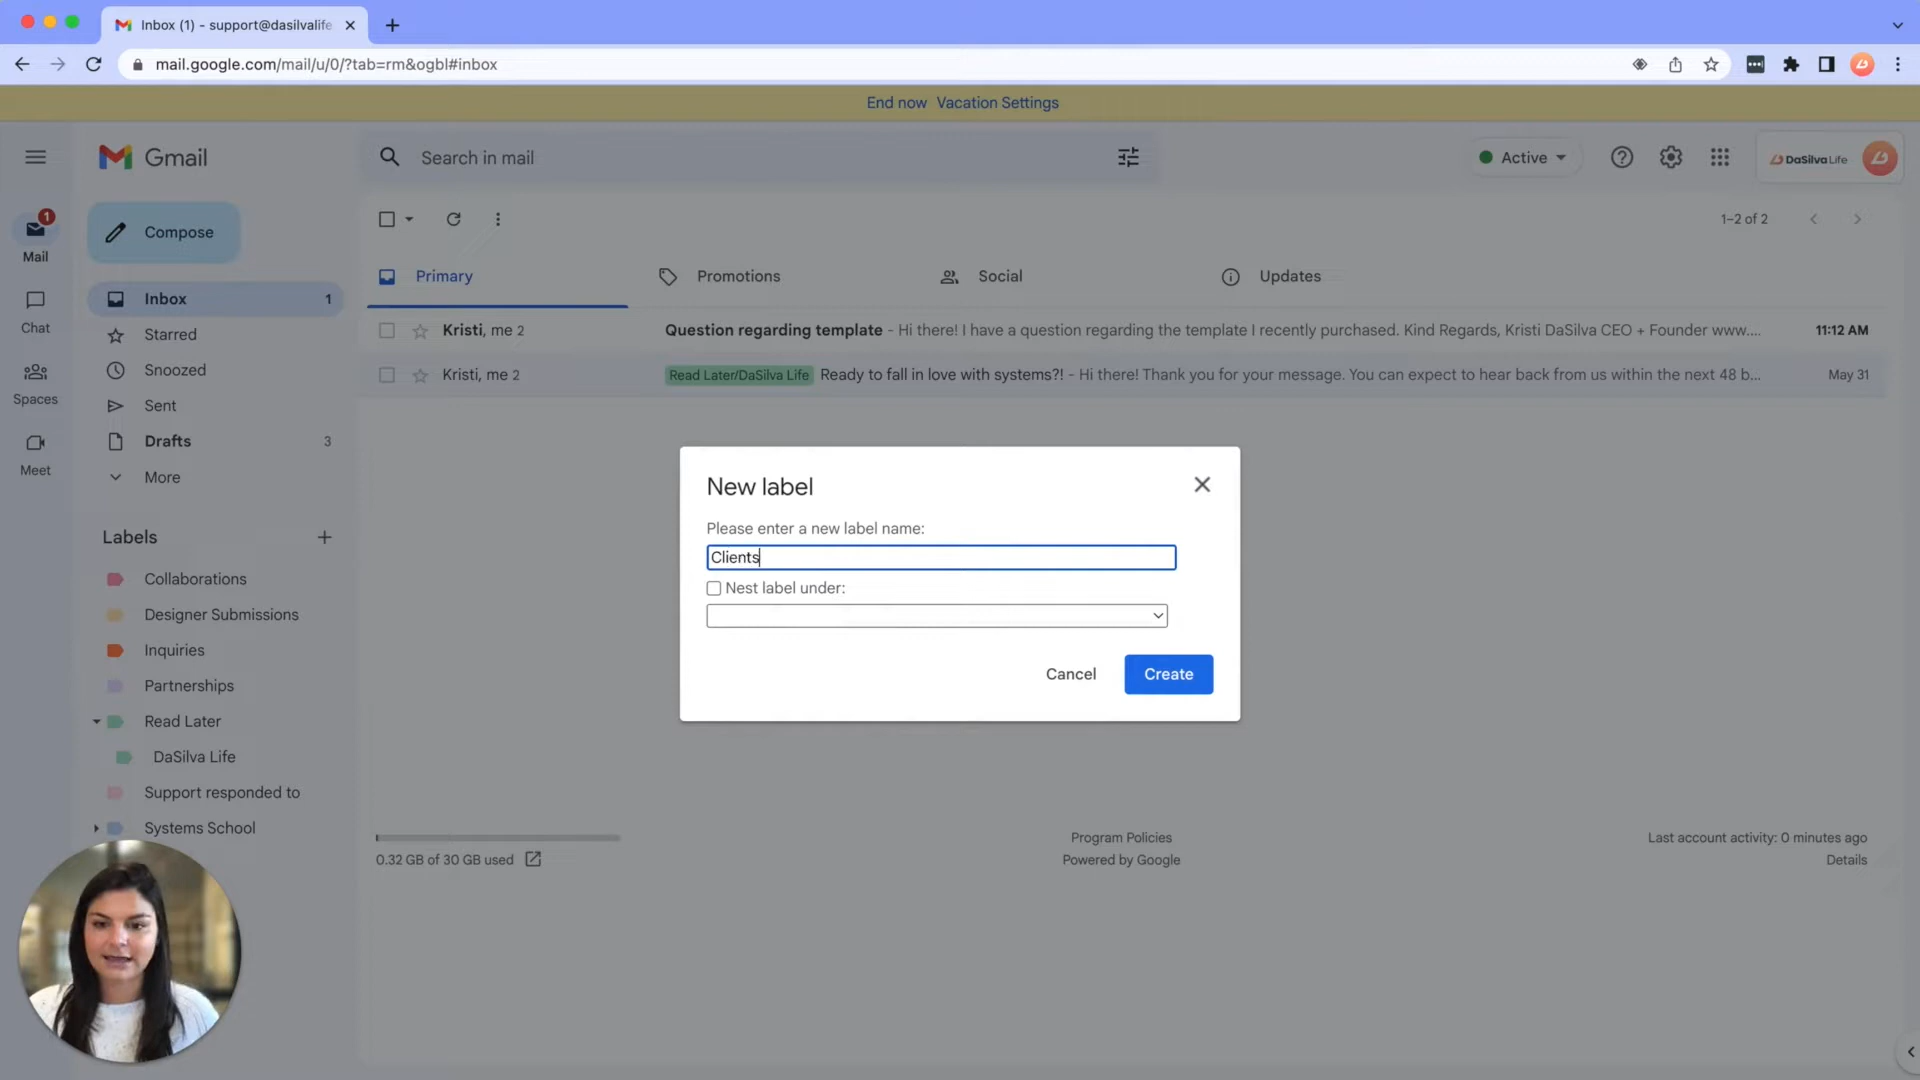 Inbox (1) - support@dasilvalife
mail.google.com/mail/u/0/?tab=rm&ogbl#inbox
End now Vacation Settings
Gmail
Search in mail
Active
DaSilva Life
1
Mail
Compose
1–2 of 2
Primary
Promotions
Social
Updates
Inbox 1
Chat
Starred
Kristi, me 2 Question regarding template - Hi there! I have a question regarding the template I recently purchased. Kind Regards, Kristi DaSilva CEO + Founder www.... 11:12 AM
Snoozed
Kristi, me 2 Read Later/DaSilva Life Ready to fall in love with systems?! - Hi there! Thank you for your message. You can expect to hear back from us within the next 48 b... May 31
Spaces
Sent
Drafts 3
Meet
More
New label
Please enter a new label name:
Clients
Nest label under:
Cancel
Create
Labels
Collaborations
Designer Submissions
Inquiries
Partnerships
Read Later
DaSilva Life
Support responded to
Systems School
0.32 GB of 30 GB used
Program Policies
Powered by Google
Last account activity: 0 minutes ago
Details